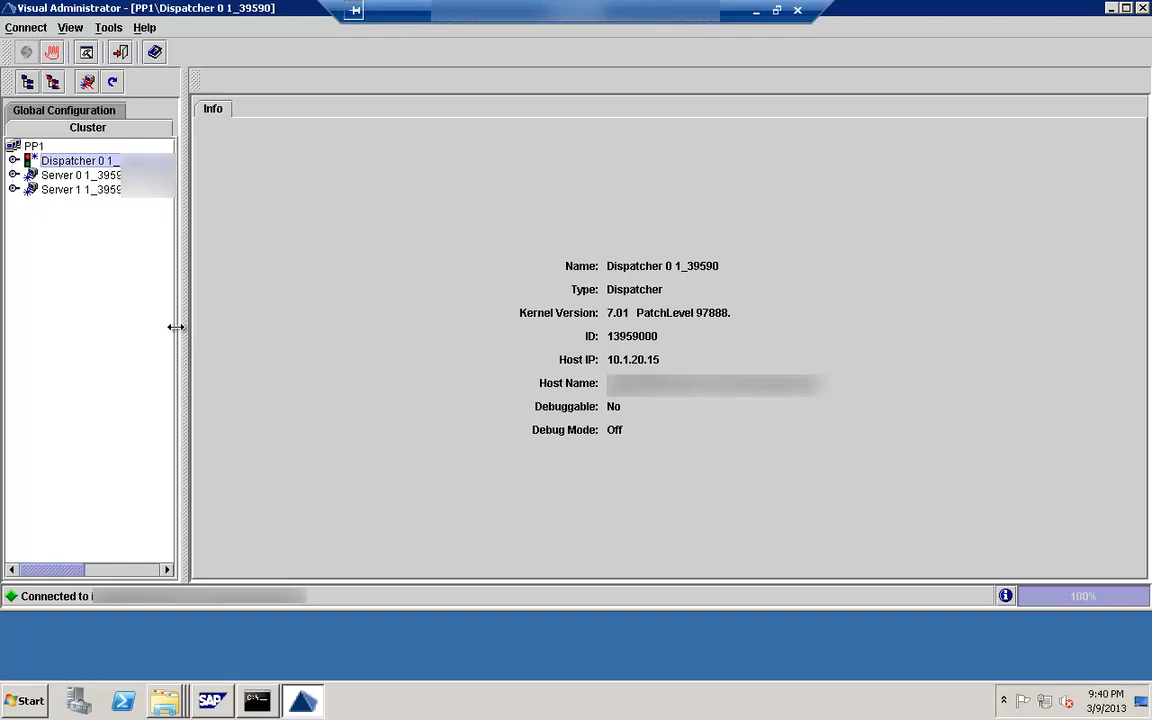 Visual Administrator - [PP1\Dispatcher 0 1_39590]
Connect View Tools Help
Global Configuration
Cluster
Info
PP1
Dispatcher 0 1_
Server 0 1_3959
Server 1 1_3959
Name: Dispatcher 0 1_39590
Type: Dispatcher
Kernel Version: 7.01 PatchLevel 97888.
ID: 13959000
Host IP: 10.1.20.15
Host Name:
Debuggable: No
Debug Mode: Off
Connected to
100%
Start
SAP
C:\_
9:40 PM
3/9/2013